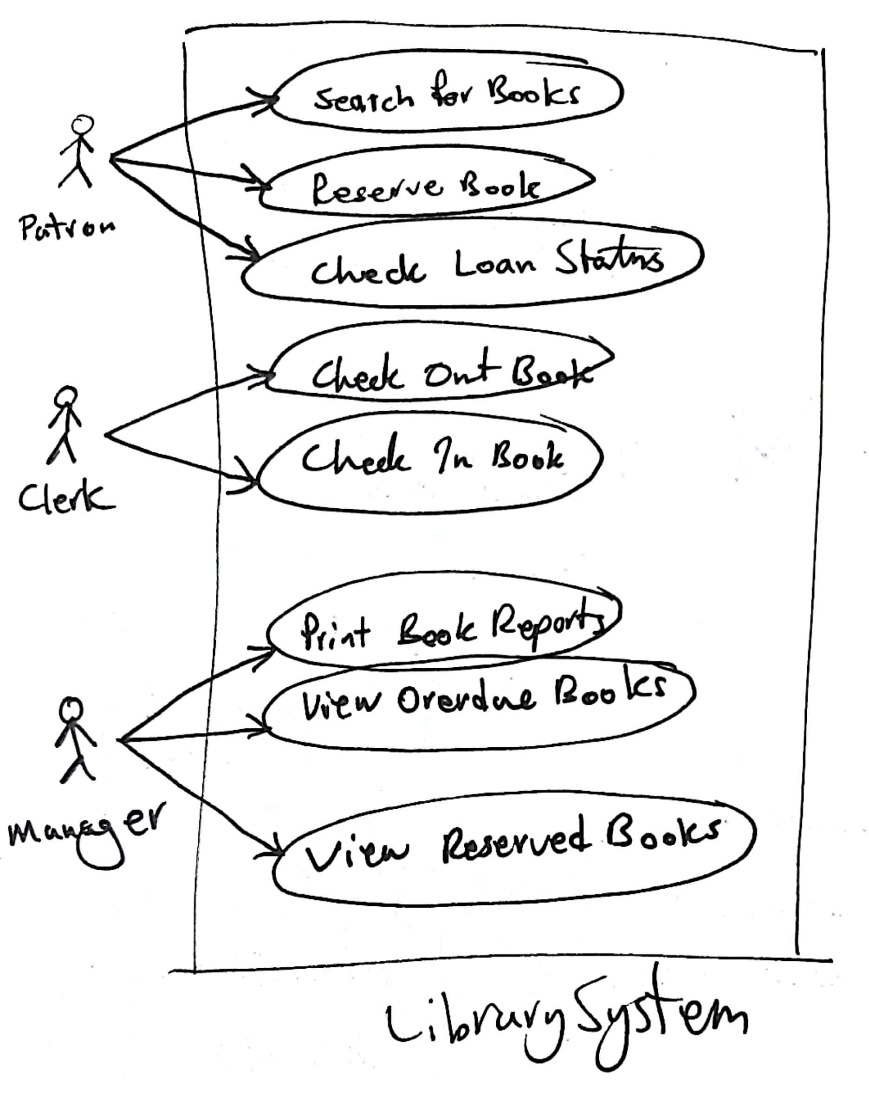 Search for Books
Reserve Book
Patron
Check Loan Status
Check Out Book
Check In Book
Clerk
Print Book Reports
View Overdue Books
Manager
View Reserved Books
Library System